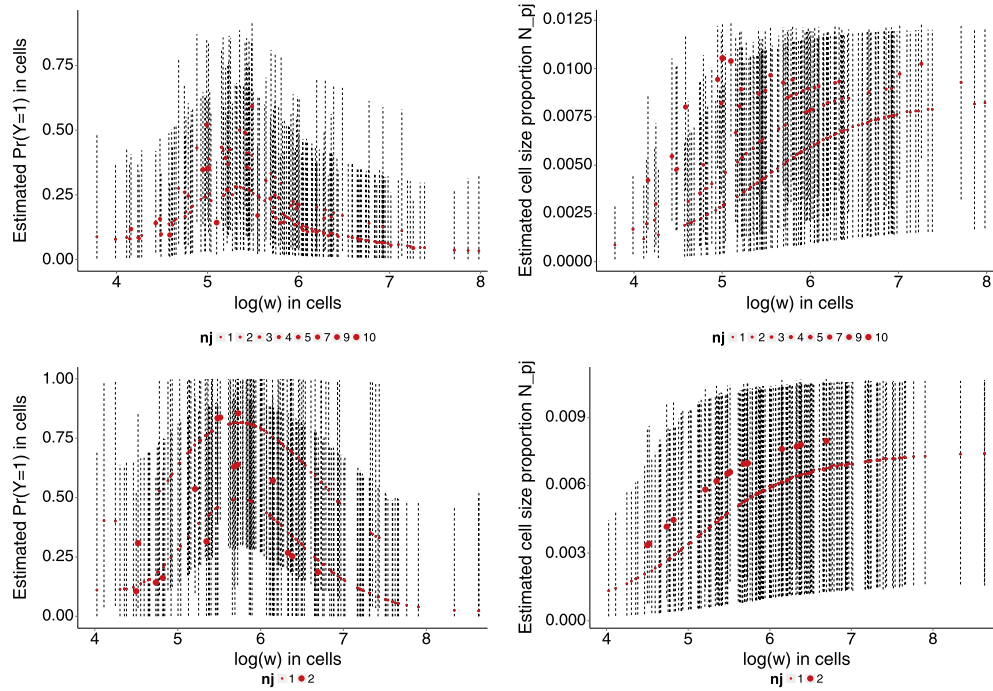 Estimated Pr(Y=1) in cells
0.75
0.50
0.25
0.00
4 5 6 7 8
log(w) in cells
nj 1 2 3 4 5 7 9 10
Estimated cell size proportion N_pj
0.0125
0.0100
0.0075
0.0050
0.0025
0.0000
4 5 6 7 8
log(w) in cells
nj 1 2 3 4 5 7 9 10
Estimated Pr(Y=1) in cells
1.00
0.75
0.50
0.25
0.00
4 5 6 7 8
log(w) in cells
nj 1 2
Estimated cell size proportion N_pj
0.009
0.006
0.003
0.000
4 5 6 7 8
log(w) in cells
nj 1 2